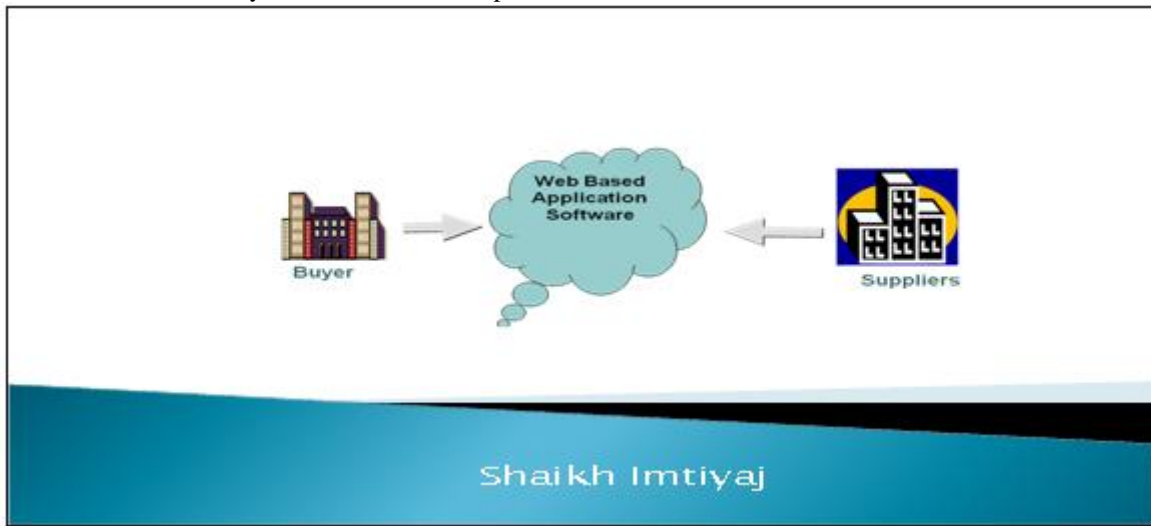 Web Based
Application
Software
Buyer
Suppliers
Shaikh Imtiyaj